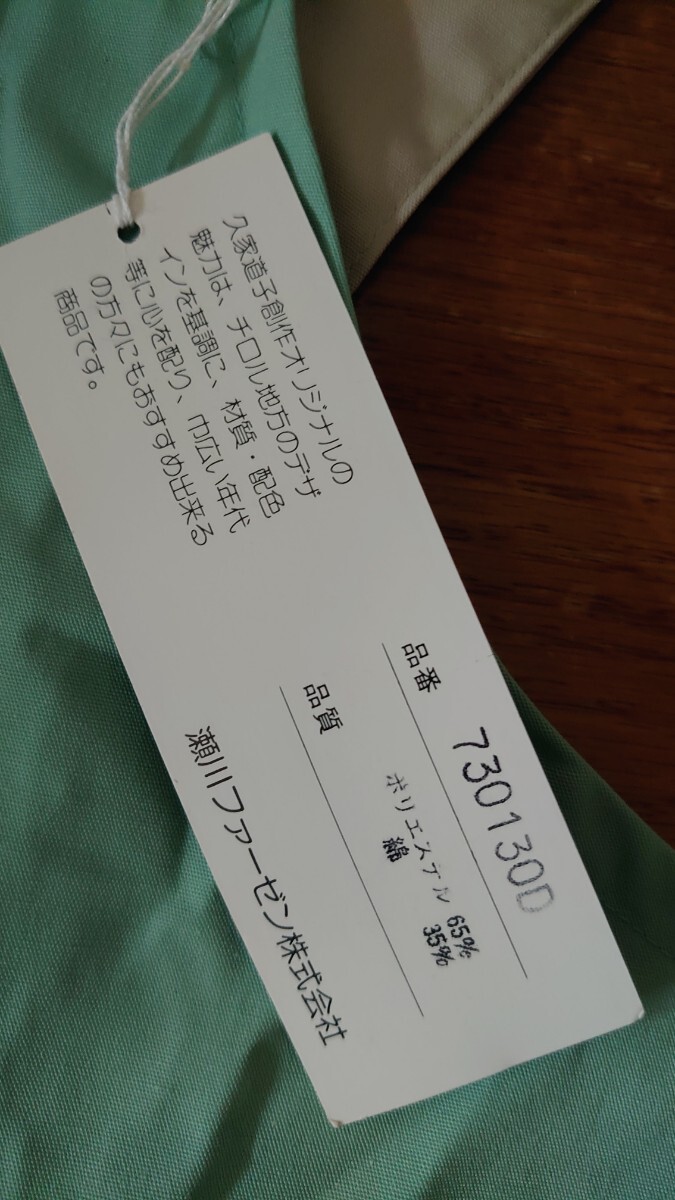 久家道子創作オリジナルの
魅力は、チロル地方のデザ
インを基調に、材質・配色
等に心を配り、巾広い年代
の方々にもおすすめ出来る
商品です。
品番 730130D
品質 ポリエステル 65%
綿 35%
瀬川ファーゼン株式会社